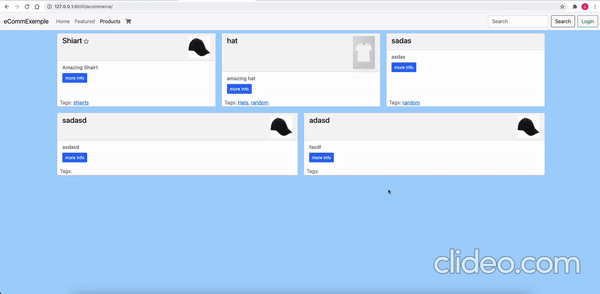 127.0.0.1:8000/ecommerce/
eCommExemple Home Featured Products Search Search Login
Shiart hat sadas
Amazing Shairt amazing hat asdas
more info more info more info
Tags: shiarts Tags: Hats, random Tags: random
sadasd adasd
asdasd fasdf
more info more info
Tags: Tags:
clideo.com